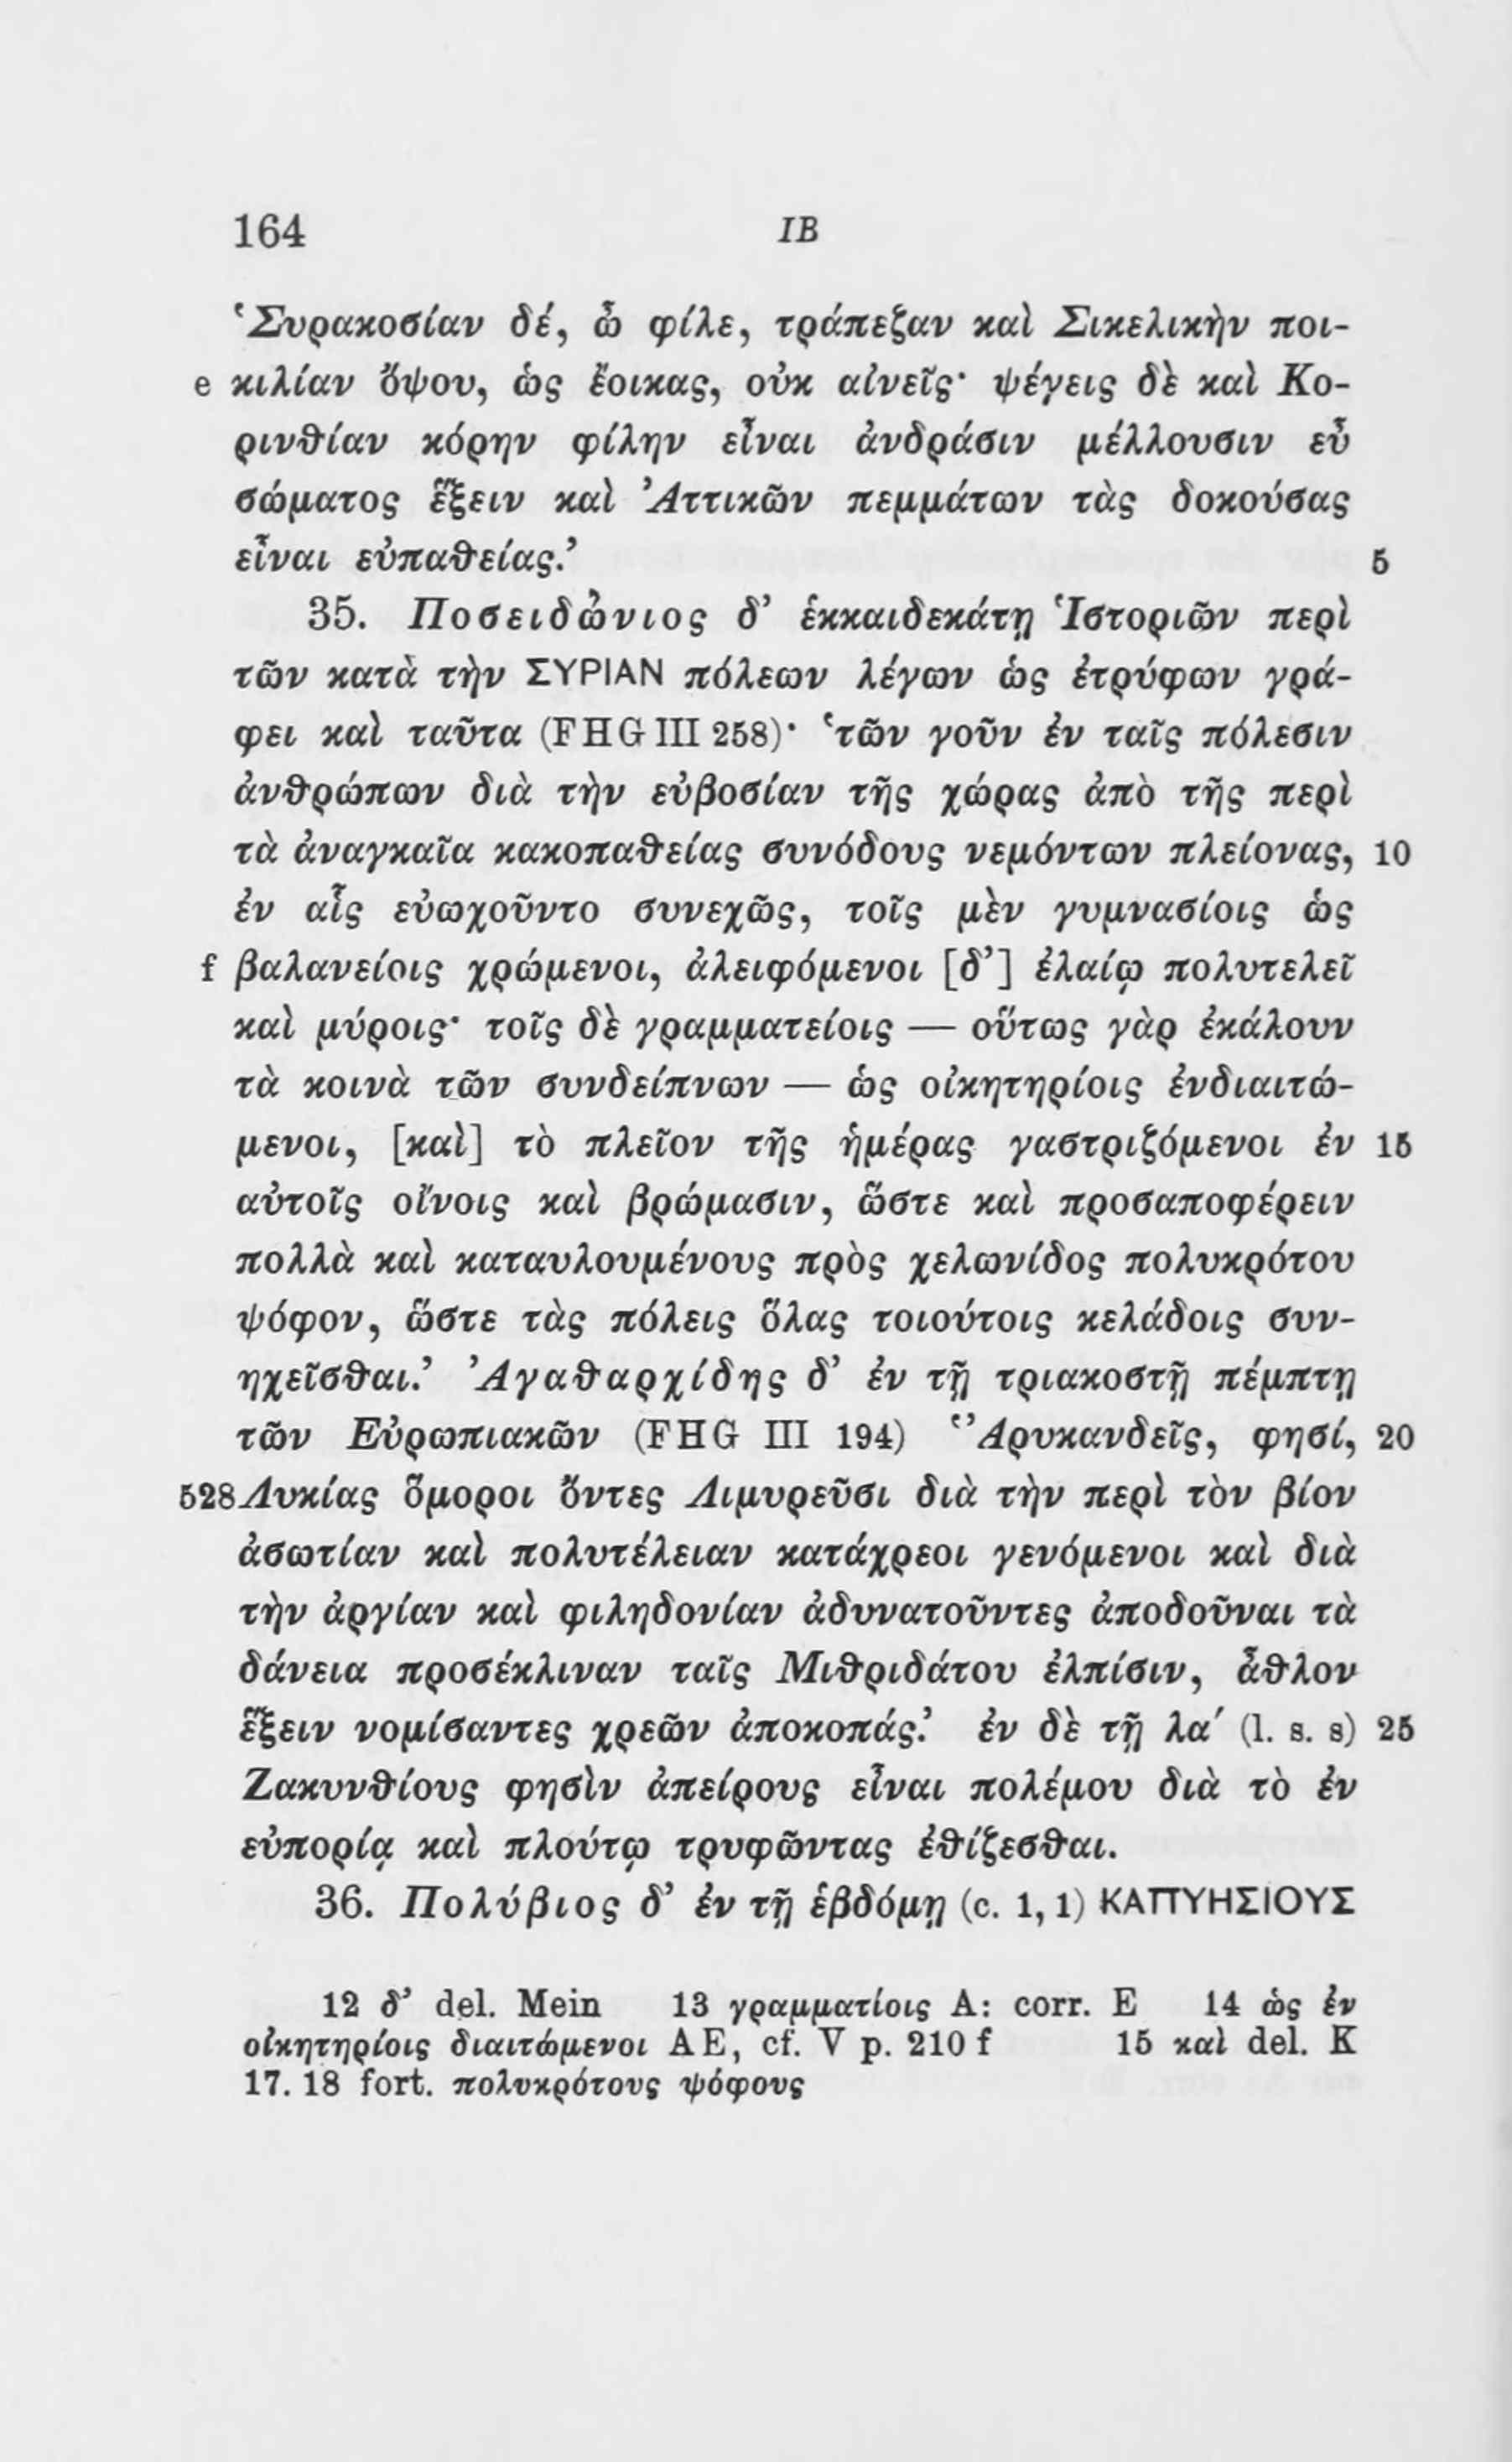 164 IB
‘Συρακοσίαν δέ, ὦ φίλε, τράπεζαν καὶ Σικελικὴν ποι-
e κιλίαν ὄψου, ὡς ἔοικας, οὐκ αἰνεῖς· ψέγεις δὲ καὶ Κο-
ρινθίαν κόρην φίλην εἶναι ἀνδράσιν μέλλουσιν εὖ
σώματος ἕξειν καὶ Ἀττικῶν πεμμάτων τὰς δοκούσας
εἶναι εὐπαθείας.’ 5
35. Ποσειδώνιος δ’ ἑκκαιδεκάτῃ Ἱστοριῶν περὶ
τῶν κατὰ τὴν ΣΥΡΙΑΝ πόλεων λέγων ὡς ἐτρύφων γρά-
φει καὶ ταῦτα (FHG III 258)· ‘τῶν γοῦν ἐν ταῖς πόλεσιν
ἀνθρώπων διὰ τὴν εὐβοσίαν τῆς χώρας ἀπὸ τῆς περὶ
τὰ ἀναγκαῖα κακοπαθείας συνόδους νεμόντων πλείονας, 10
ἐν αἷς εὐωχοῦντο συνεχῶς, τοῖς μὲν γυμνασίοις ὡς
f βαλανείοις χρώμενοι, ἀλειφόμενοι [δ’] ἐλαίῳ πολυτελεῖ
καὶ μύροις· τοῖς δὲ γραμματείοις — οὕτως γὰρ ἐκάλουν
τὰ κοινὰ τῶν συνδείπνων — ὡς οἰκητηρίοις ἐνδιαιτώ-
μενοι, [καὶ] τὸ πλεῖον τῆς ἡμέρας γαστριζόμενοι ἐν 15
αὐτοῖς οἴνοις καὶ βρώμασιν, ὥστε καὶ προσαποφέρειν
πολλὰ καὶ καταυλουμένους πρὸς χελωνίδος πολυκρότου
ψόφον, ὥστε τὰς πόλεις ὅλας τοιούτοις κελάδοις συν-
ηχεῖσθαι.’ Ἀγαθαρχίδης δ’ ἐν τῇ τριακοστῇ πέμπτῃ
τῶν Εὐρωπιακῶν (FHG III 194) ‘Ἀρυκανδεῖς, φησί, 20
528 Λυκίας ὅμοροι ὄντες Λιμυρεῦσι διὰ τὴν περὶ τὸν βίον
ἀσωτίαν καὶ πολυτέλειαν κατάχρεοι γενόμενοι καὶ διὰ
τὴν ἀργίαν καὶ φιληδονίαν ἀδυνατοῦντες ἀποδοῦναι τὰ
δάνεια προσέκλιναν ταῖς Μιθριδάτου ἐλπίσιν, ἆθλον
ἕξειν νομίσαντες χρεῶν ἀποκοπάς.’ ἐν δὲ τῇ λα′ (l. s. s) 25
Ζακυνθίους φησὶν ἀπείρους εἶναι πολέμου διὰ τὸ ἐν
εὐπορίᾳ καὶ πλούτῳ τρυφῶντας ἐθίζεσθαι.
36. Πολύβιος δ’ ἐν τῇ ἑβδόμῃ (c. 1, 1) ΚΑΠΥΗΣΙΟΥΣ
12 δ’ del. Mein 13 γραμματίοις A: corr. E 14 ὡς ἐν
οἰκητηρίοις διαιτώμενοι AE, cf. V p. 210 f 15 καὶ del. K
17. 18 fort. πολυκρότους ψόφους